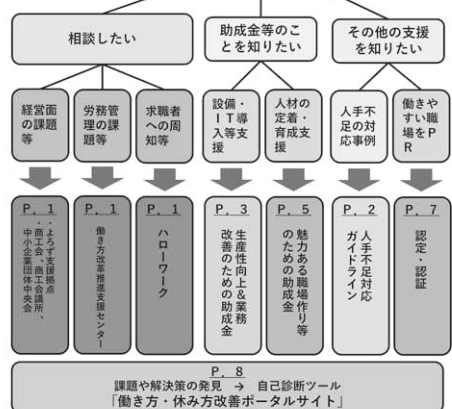 相談したい
助成金等のこ
とを知りたい
その他の支援
を知りたい
経営面
の課題
等
労務管
理の課
題等
求職者
への周
知等
設備・
ＩＴ導
入等支
援
人材の
定着・
育成支
援
人手不
足の対
応事例
働きや
すい職
場をＰ
Ｒ
Ｐ．１
・よろず支援拠点
・商工会、商工会議所、
中小企業団体中央会
Ｐ．１
働き方改革推進支援センター
Ｐ．１
ハローワーク
Ｐ．３
生産性向上＆業務
改善のための助成金
Ｐ．５
魅力ある職場作り等
のための助成金
Ｐ．２
人手不足対応
ガイドライン
Ｐ．７
認定・認証
Ｐ．８
課題や解決策の発見　→　自己診断ツール
「働き方・休み方改善ポータルサイト」